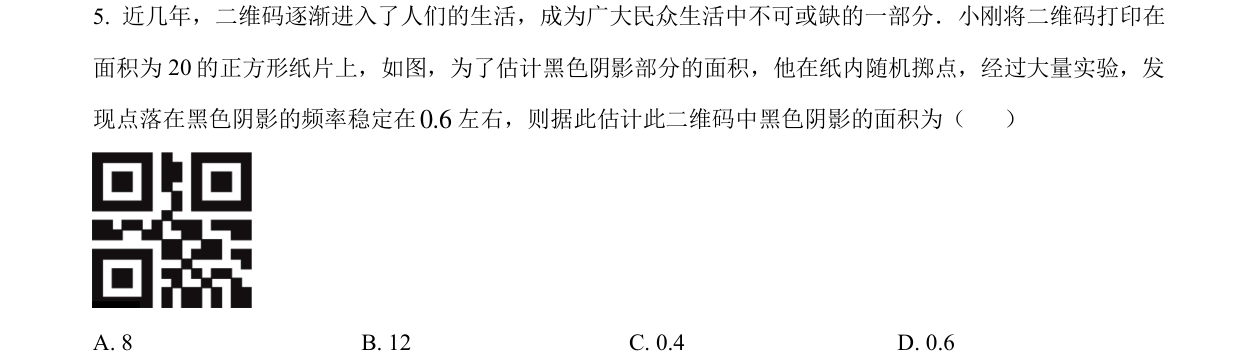 5. 近几年，二维码逐渐进入了人们的生活，成为广大民众生活中不可或缺的一部分．小刚将二维码打印在
面积为 20 的正方形纸片上，如图，为了估计黑色阴影部分的面积，他在纸内随机掷点，经过大量实验，发
现点落在黑色阴影的频率稳定在 0.6 左右，则据此估计此二维码中黑色阴影的面积为（ ）
A. 8 B. 12 C. 0.4 D. 0.6